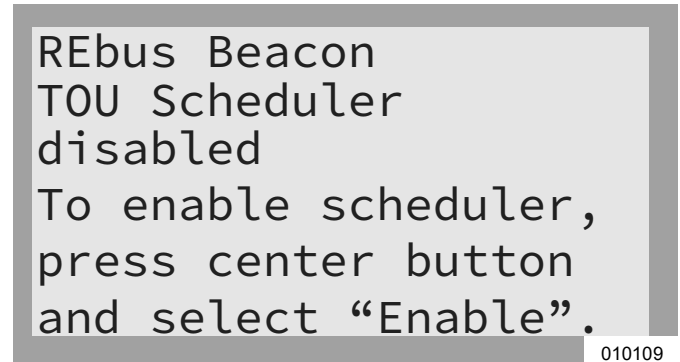 REbus Beacon
TOU Scheduler
disabled
To enable scheduler,
press center button
and select “Enable”.
010109